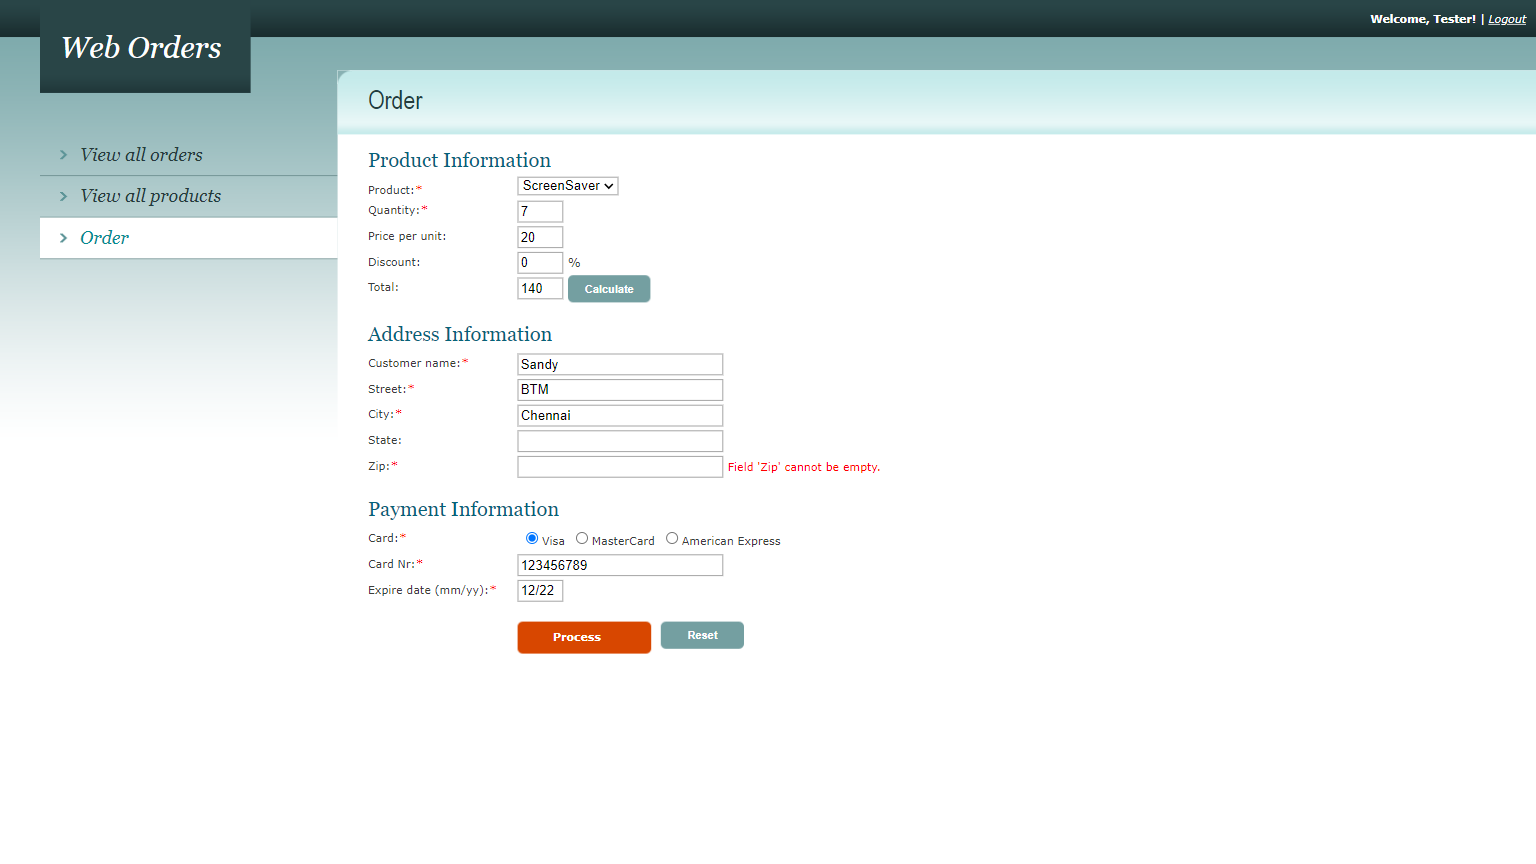 Welcome, Tester! | Logout
Web Orders
View all orders
View all products
Order
Order
Product Information
Product:* ScreenSaver
Quantity:* 7
Price per unit: 20
Discount: 0 %
Total: 140 Calculate
Address Information
Customer name:* Sandy
Street:* BTM
City:* Chennai
State:
Zip:* Field 'Zip' cannot be empty.
Payment Information
Card:* Visa MasterCard American Express
Card Nr:* 123456789
Expire date (mm/yy):* 12/22
Process Reset